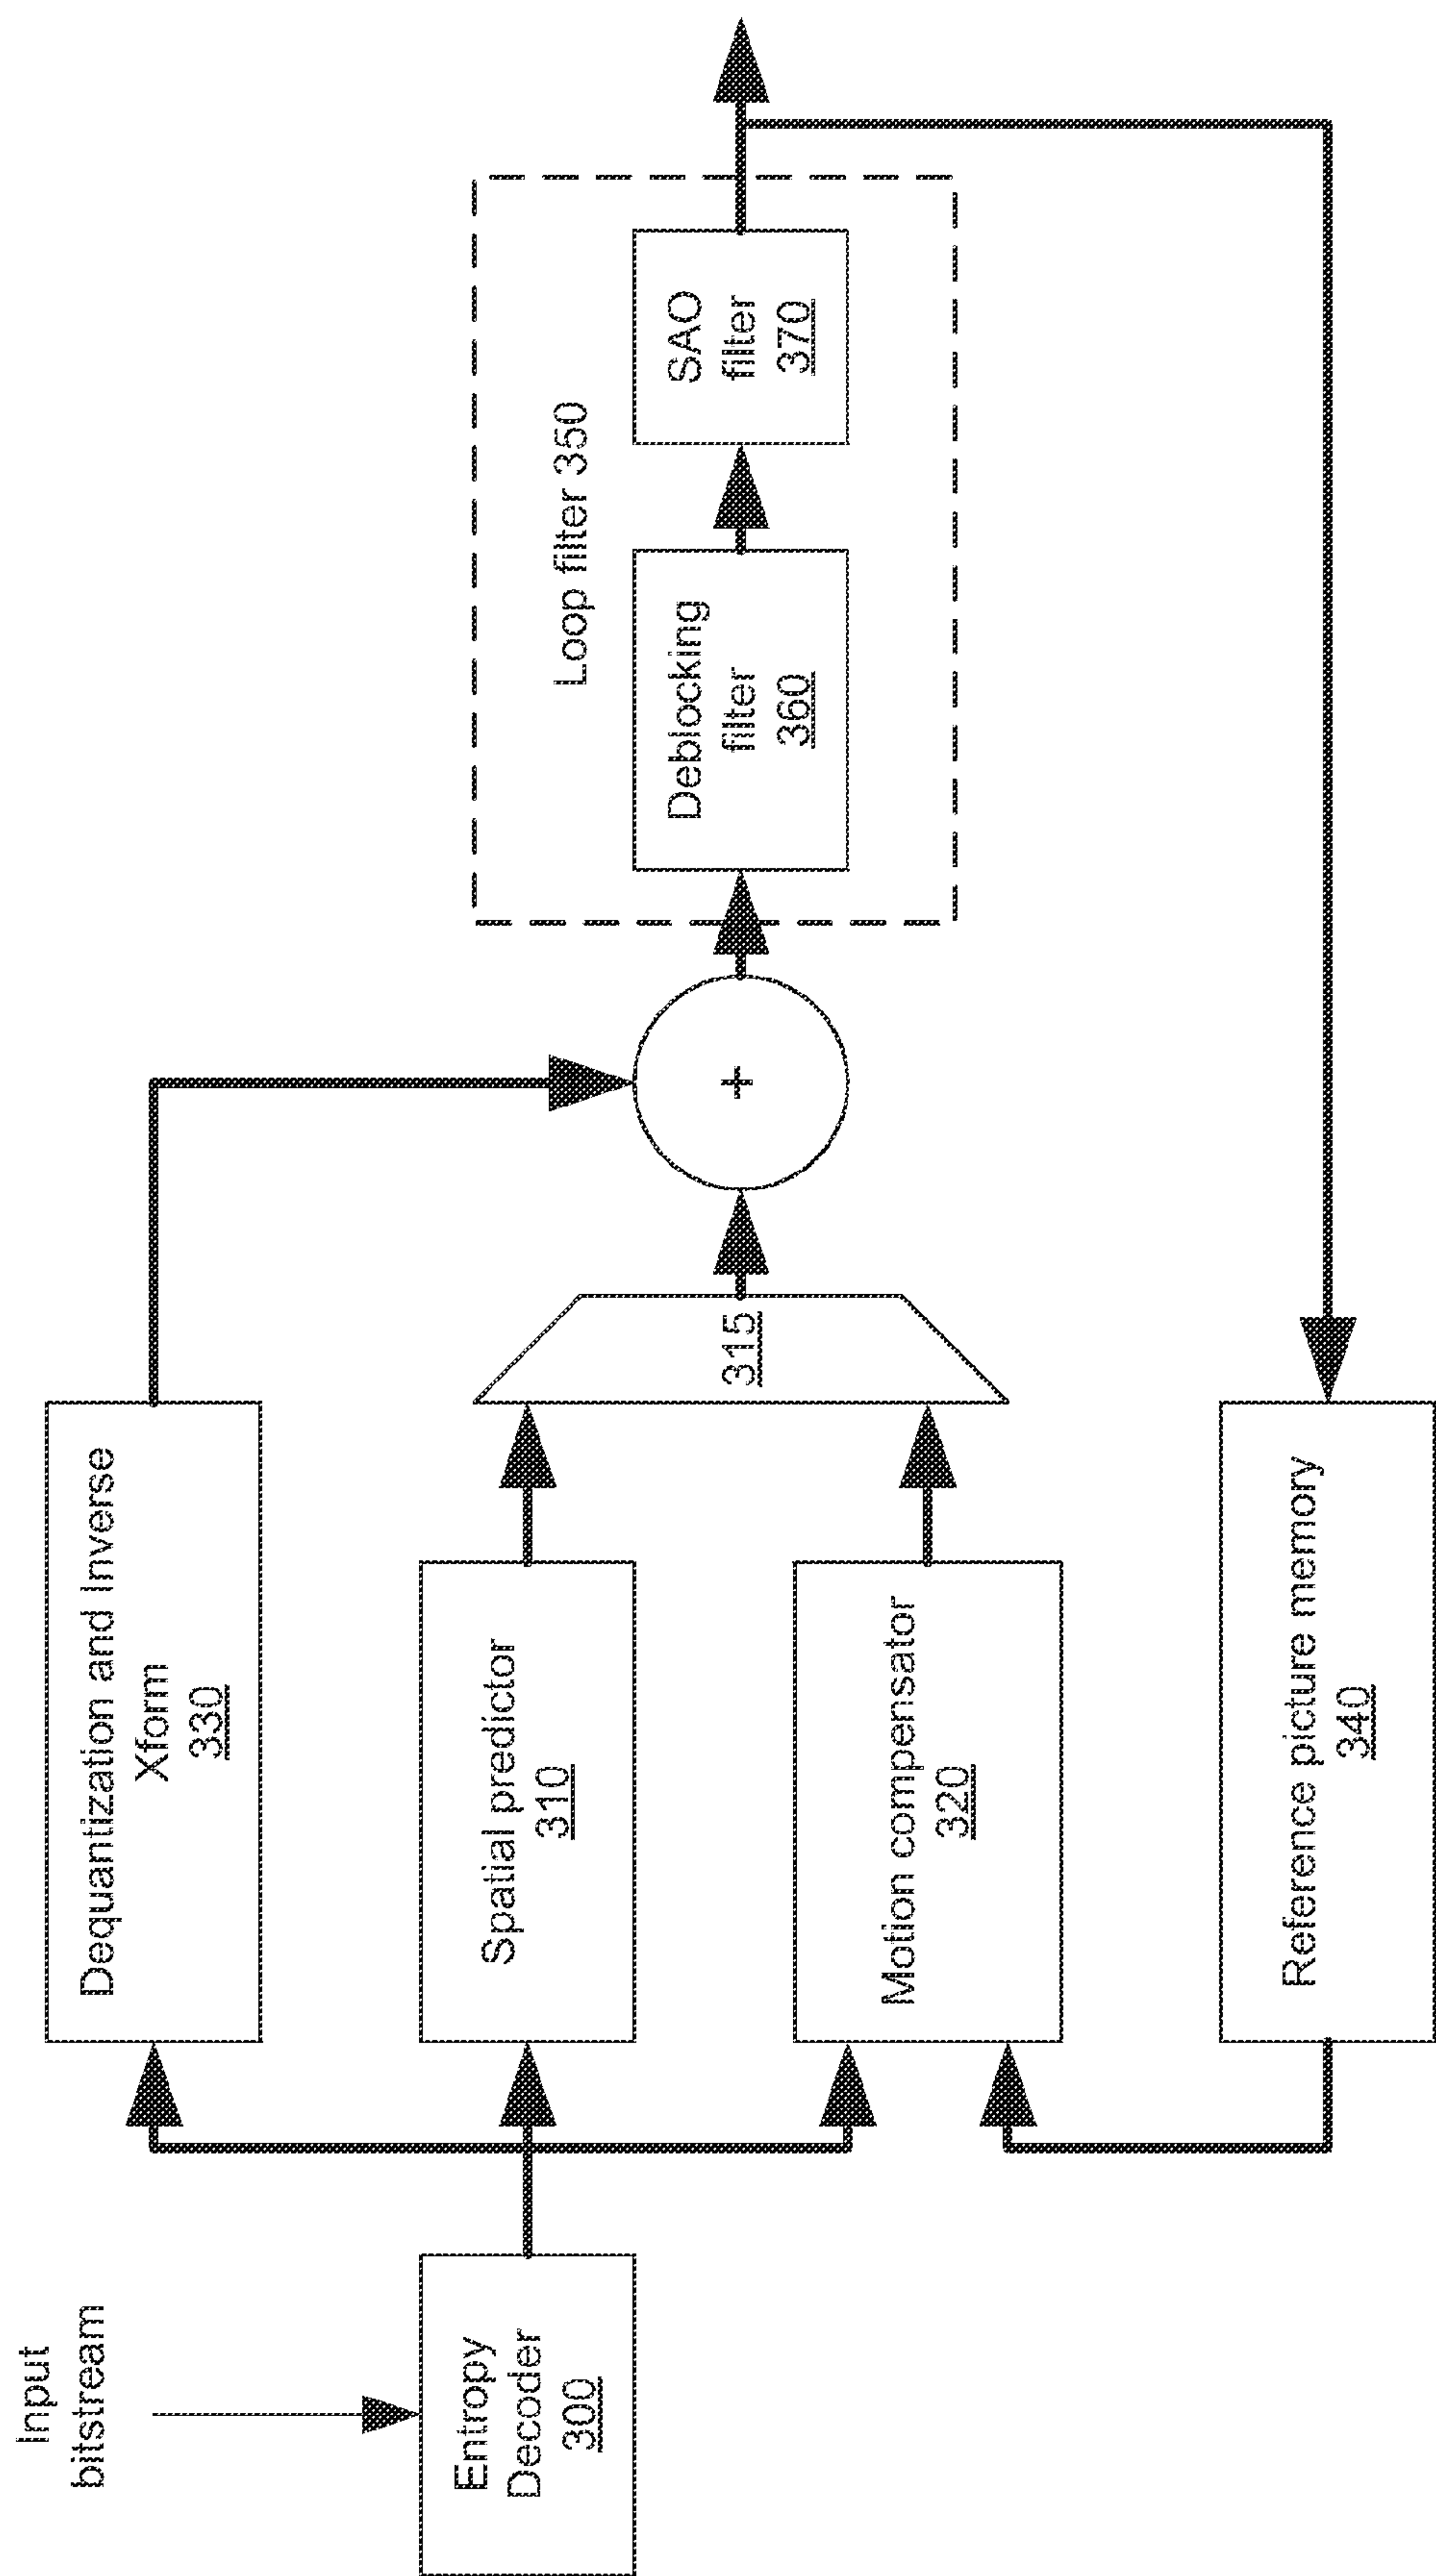 Input
bitstream
Entropy
Decoder
300
Dequantization and Inverse
Xform
330
Spatial predictor
310
Motion compensator
320
Reference picture memory
340
315
+
Loop filter 350
Deblocking
filter
360
SAO
filter
370